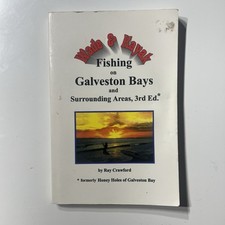 Wade & Kayak
Fishing
on
Galveston Bays
and
Surrounding Areas, 3rd Ed.*
by Ray Crawford
* formerly Honey Holes of Galveston Bay